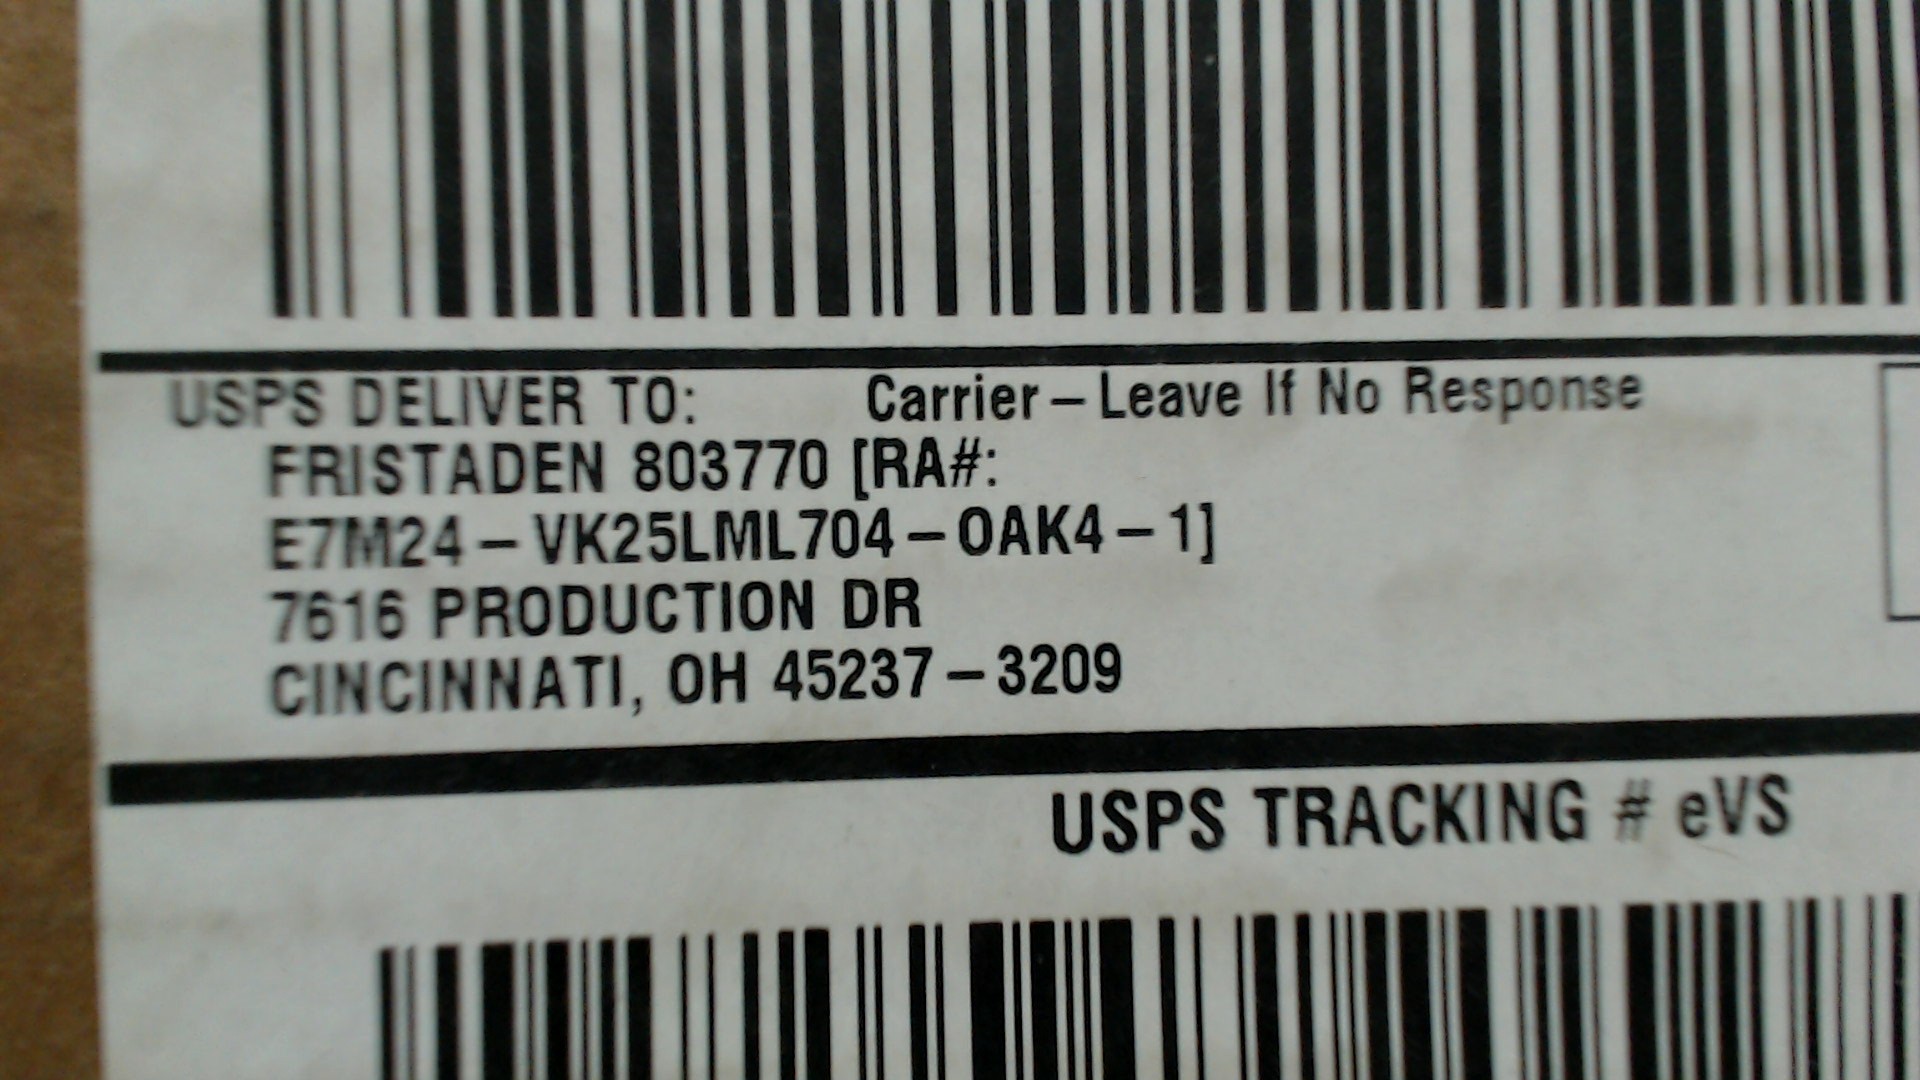 USPS DELIVER TO: Carrier – Leave If No Response
FRISTADEN 803770 [RA#:
E7M24 – VK25LML704 – OAK4 – 1]
7616 PRODUCTION DR
CINCINNATI, OH 45237 – 3209
USPS TRACKING # eVS